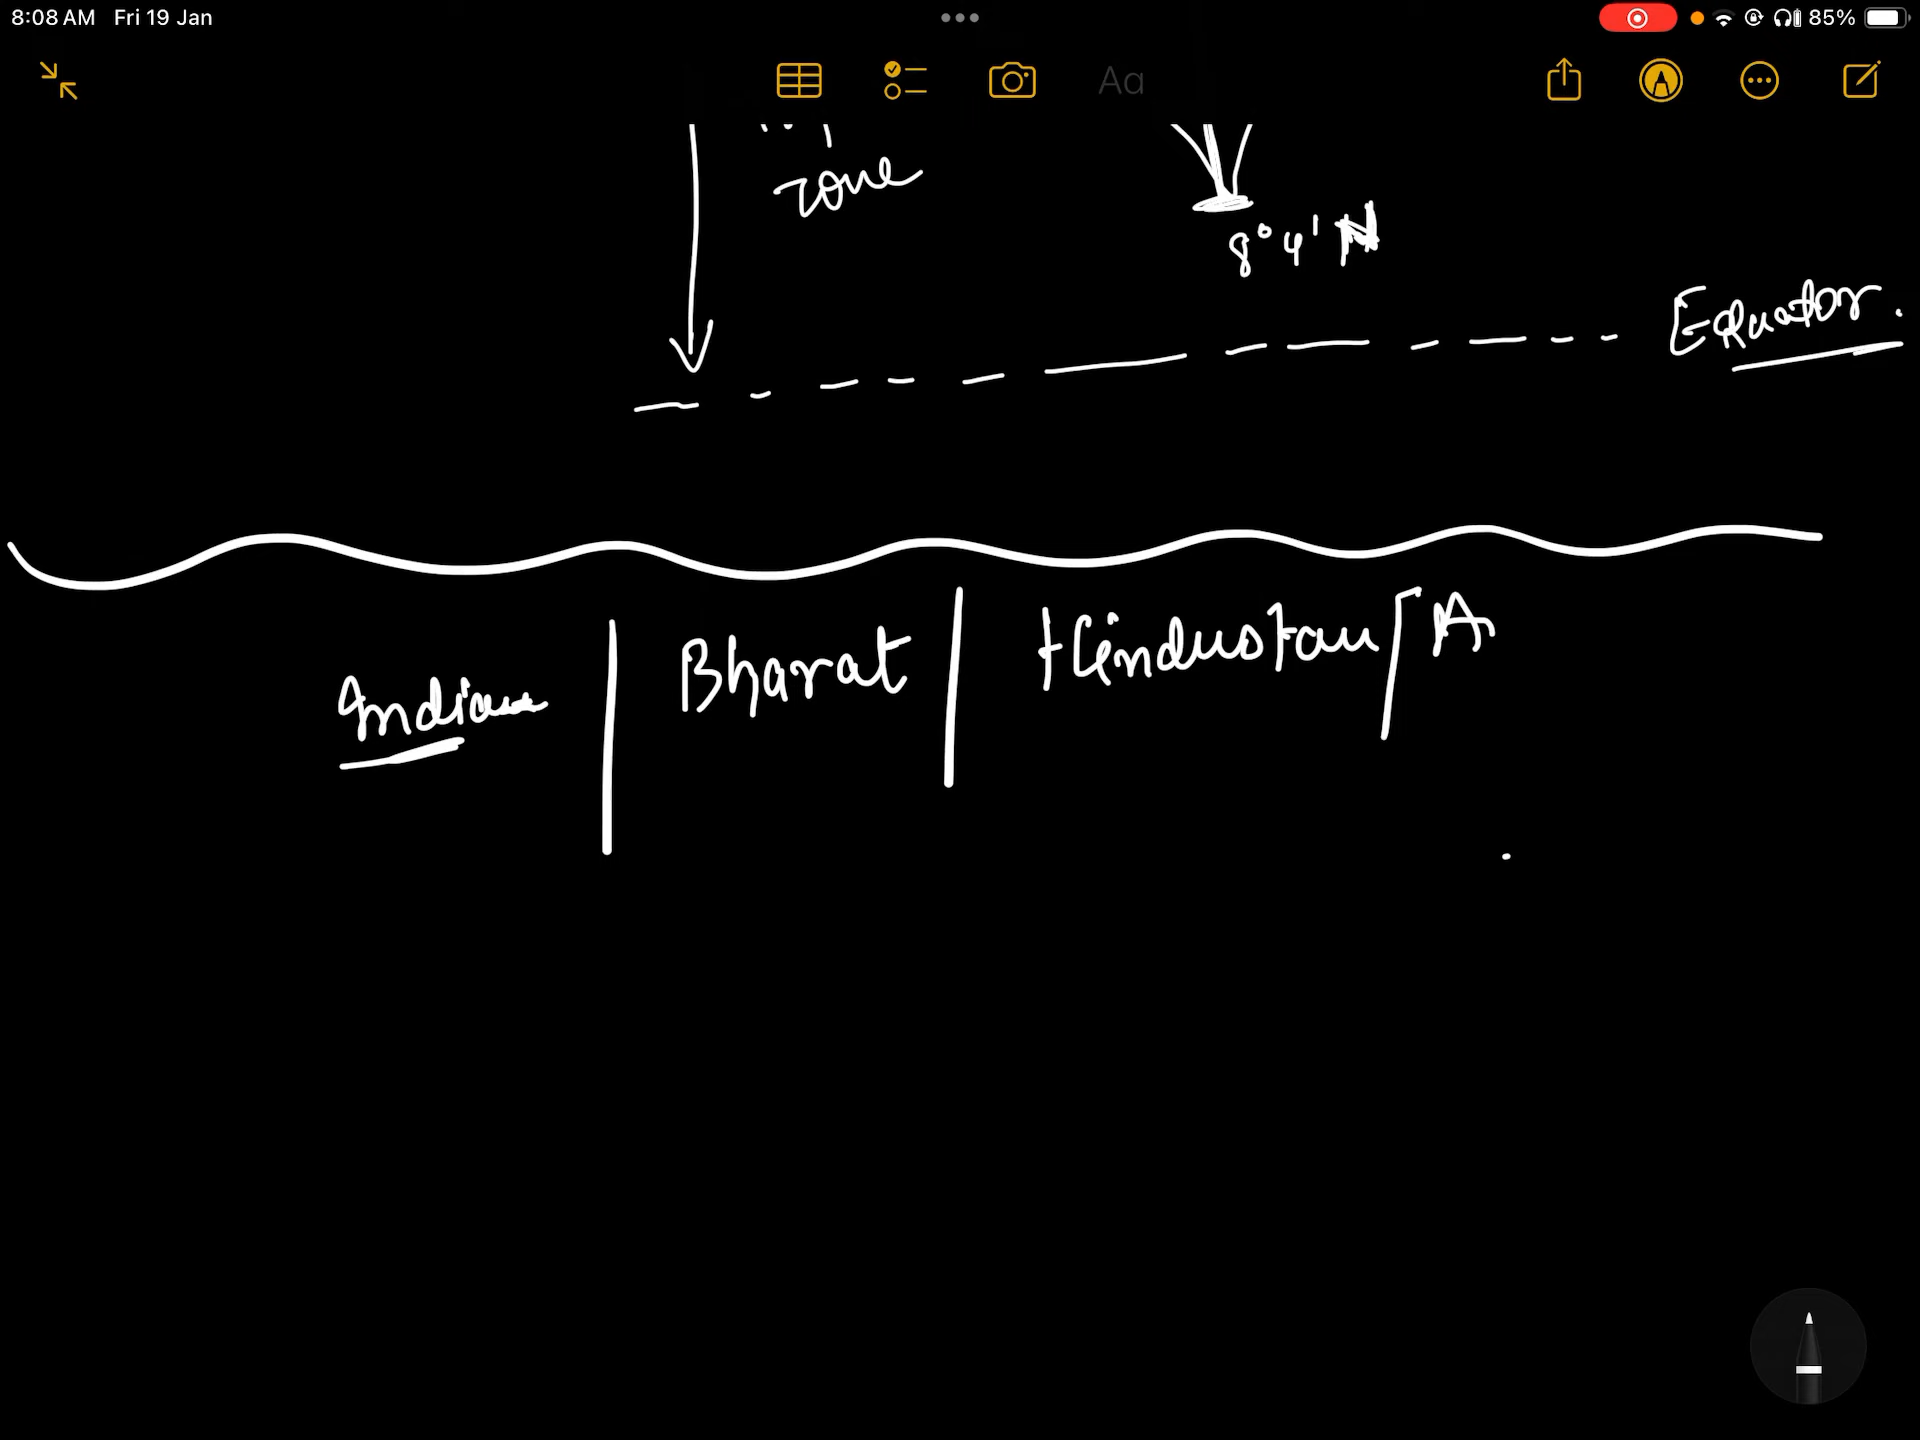 8:08 AM Fri 19 Jan
85%
Aa
zone
8°4' N
Equator.
Indian | Bharat | Hindustan / A